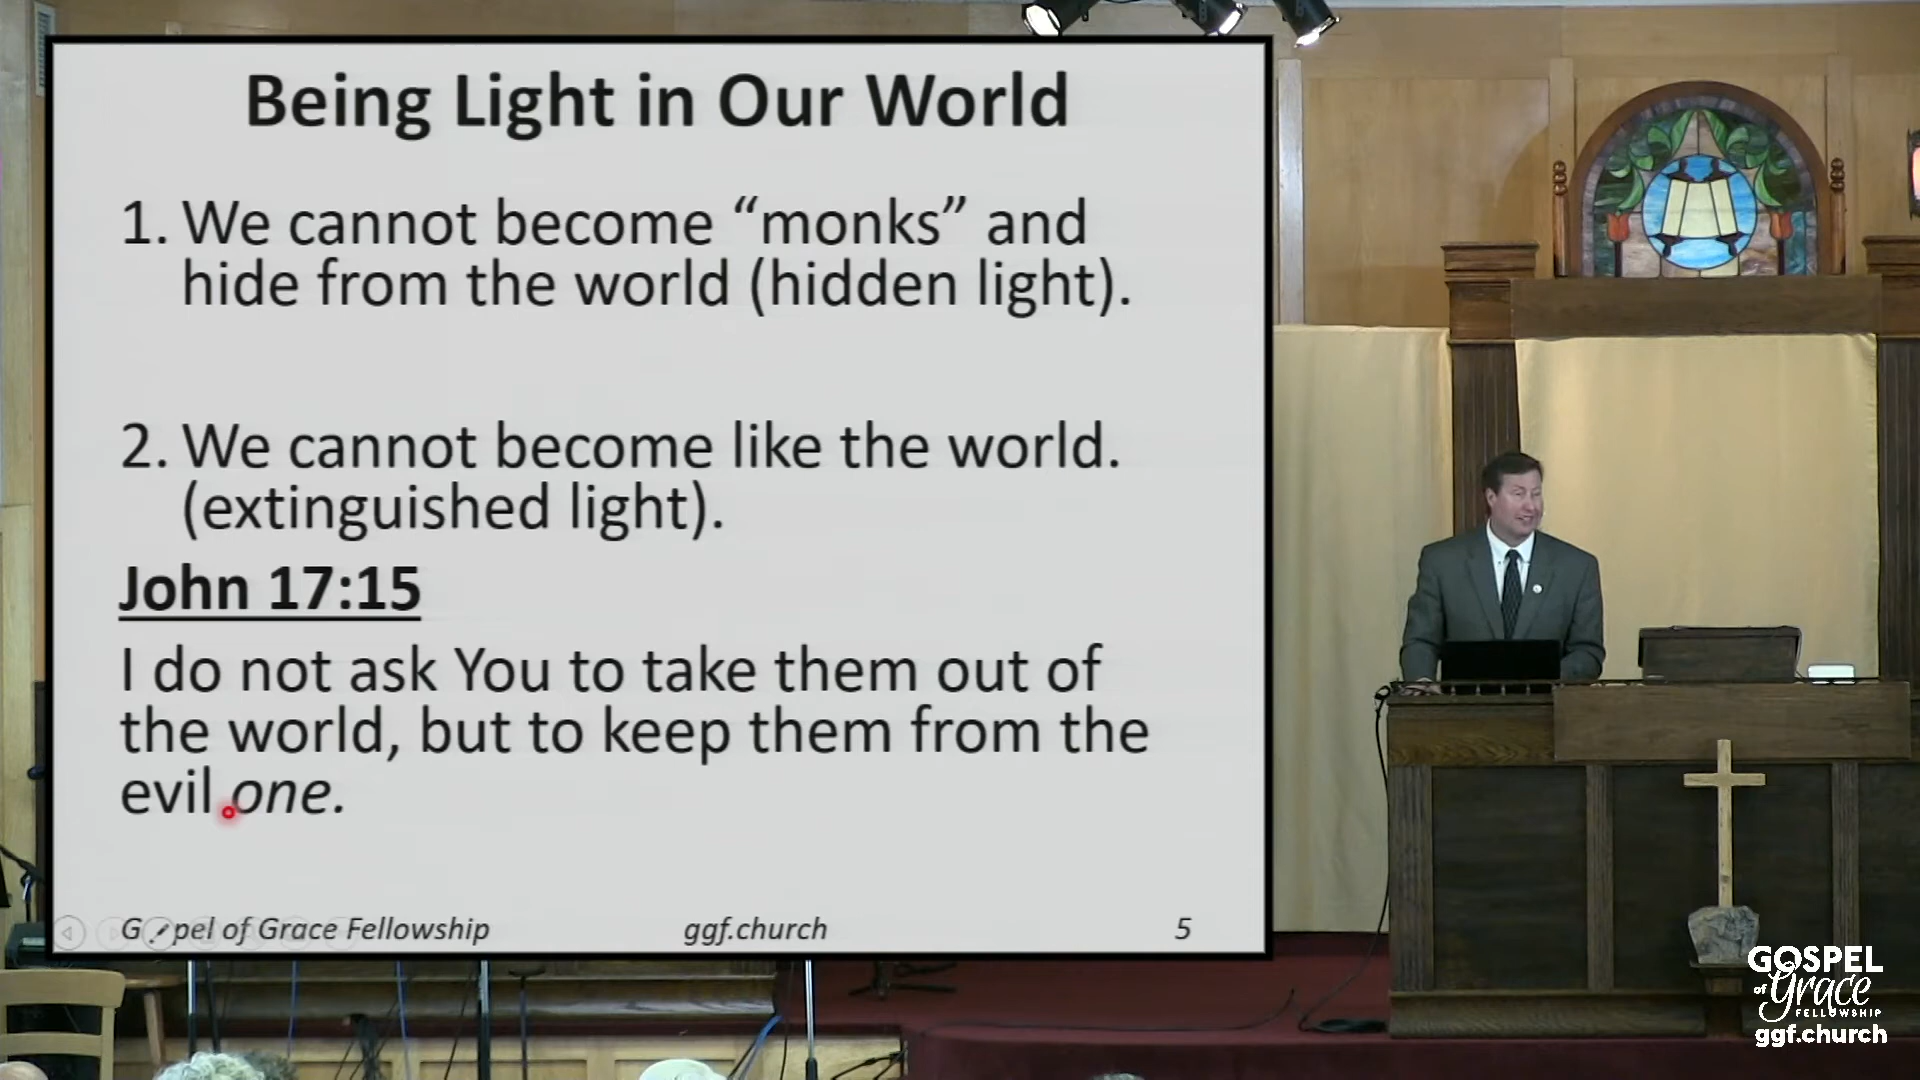 Being Light in Our World
1. We cannot become “monks” and
hide from the world (hidden light).
2. We cannot become like the world.
(extinguished light).
John 17:15
I do not ask You to take them out of
the world, but to keep them from the
evil one.
Gospel of Grace Fellowship
ggf.church
5
GOSPEL
of Grace
FELLOWSHIP
ggf.church